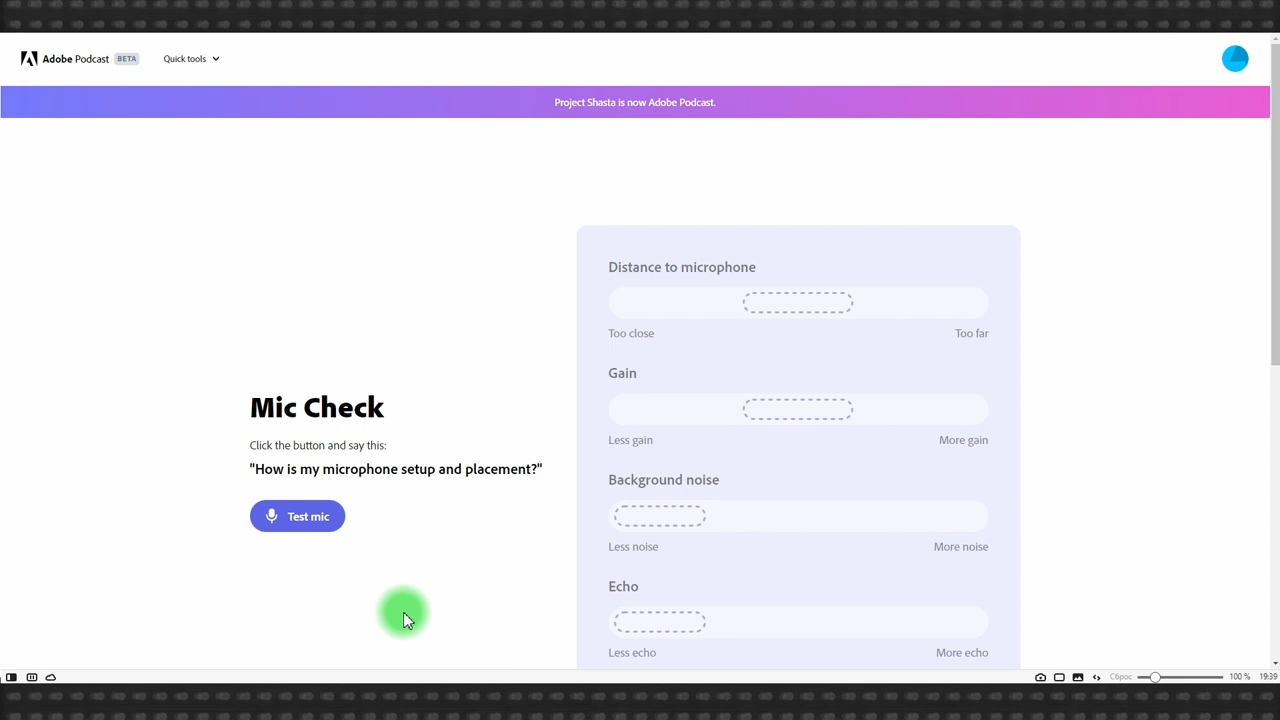 Adobe Podcast BETA Quick tools
Project Shasta is now Adobe Podcast.
Distance to microphone
Too close Too far
Gain
Less gain More gain
Mic Check
Click the button and say this:
"How is my microphone setup and placement?"
Test mic
Background noise
Less noise More noise
Echo
Less echo More echo
Сброс 100 % 19:39